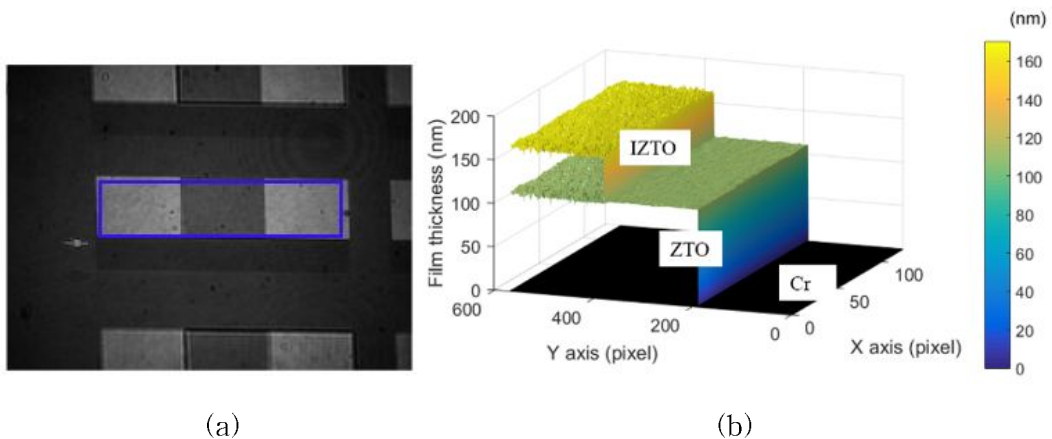 (nm)
200
150
100
50
0
Film thickness (nm)
IZTO
ZTO
Cr
600
400
200
0
Y axis (pixel)
0
50
100
X axis (pixel)
160
140
120
100
80
60
40
20
0
(a)
(b)